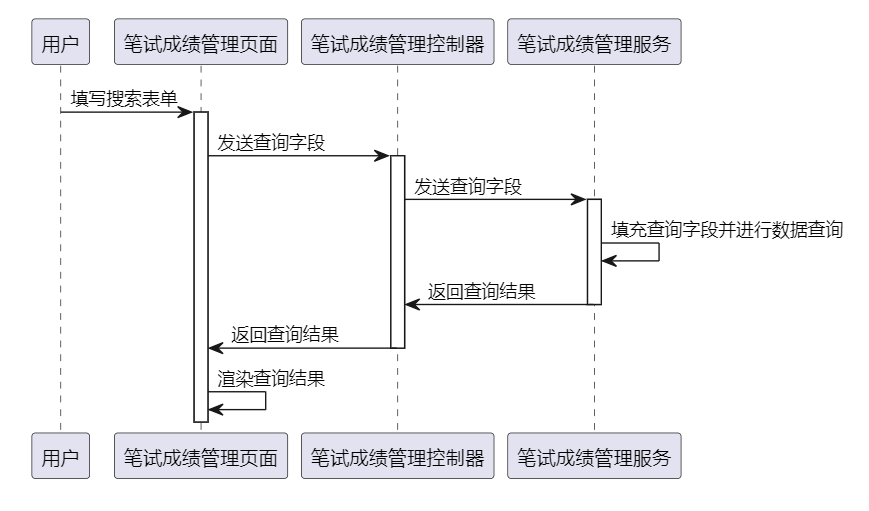 用户
笔试成绩管理页面
笔试成绩管理控制器
笔试成绩管理服务
填写搜索表单
发送查询字段
发送查询字段
填充查询字段并进行数据查询
返回查询结果
返回查询结果
渲染查询结果
用户
笔试成绩管理页面
笔试成绩管理控制器
笔试成绩管理服务